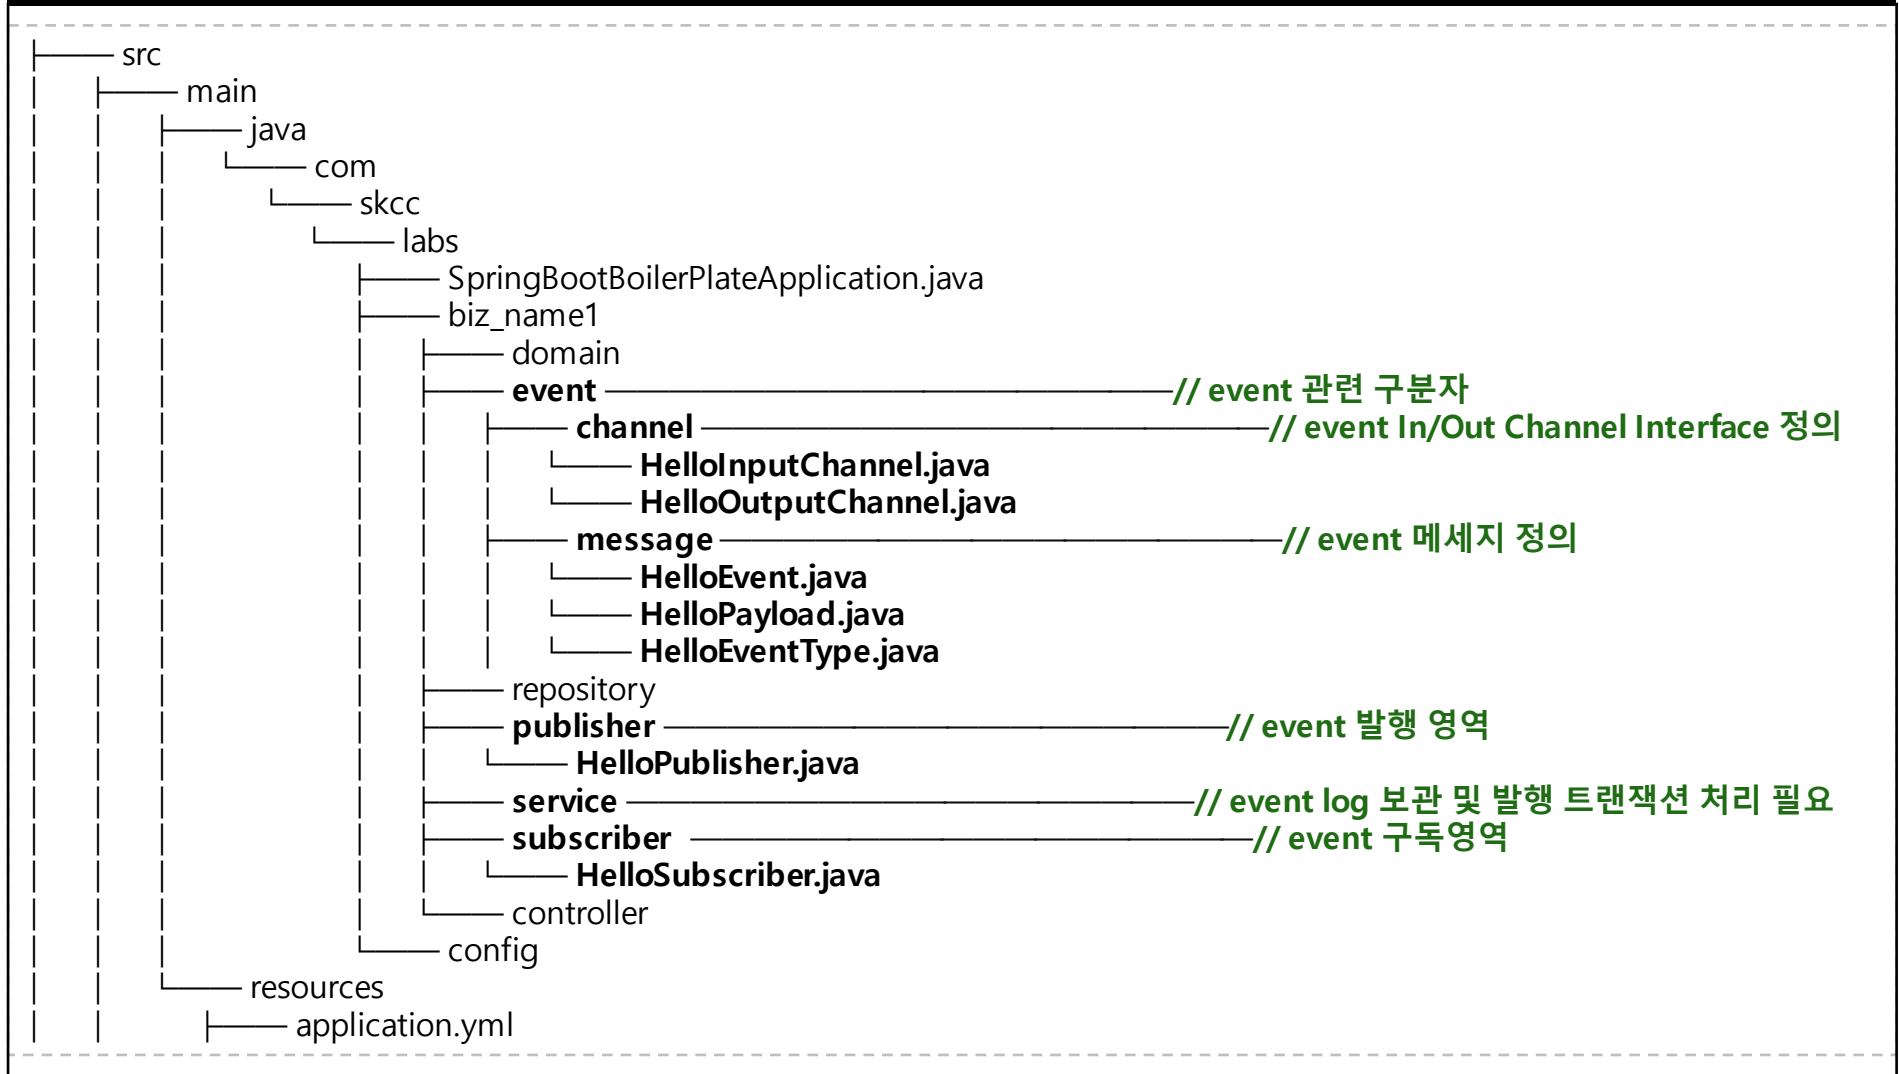 ├── src
│ ├── main
│ │ ├── java
│ │ │ └── com
│ │ │ └── skcc
│ │ │ └── labs
│ │ │ ├── SpringBootBoilerPlateApplication.java
│ │ │ ├── biz_name1
│ │ │ │ ├── domain
│ │ │ │ ├── event ────────// event 관련 구분자
│ │ │ │ │ ├── channel ────────// event In/Out Channel Interface 정의
│ │ │ │ │ │ └── HelloInputChannel.java
│ │ │ │ │ │ └── HelloOutputChannel.java
│ │ │ │ │ ├── message ────────// event 메세지 정의
│ │ │ │ │ │ └── HelloEvent.java
│ │ │ │ │ │ └── HelloPayload.java
│ │ │ │ │ │ └── HelloEventType.java
│ │ │ │ ├── repository
│ │ │ │ ├── publisher ────────// event 발행 영역
│ │ │ │ │ └── HelloPublisher.java
│ │ │ │ ├── service ────────// event log 보관 및 발행 트랜잭션 처리 필요
│ │ │ │ ├── subscriber ────────// event 구독영역
│ │ │ │ │ └── HelloSubscriber.java
│ │ │ │ └── controller
│ │ │ └── config
│ │ └── resources
│ │ ├── application.yml